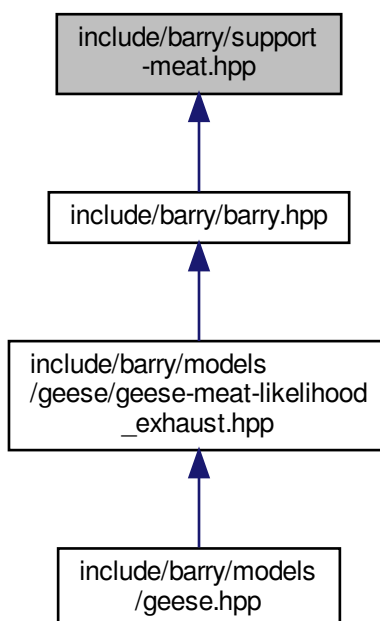 include/barry/support
-meat.hpp
include/barry/barry.hpp
include/barry/models
/geese/geese-meat-likelihood
_exhaust.hpp
include/barry/models
/geese.hpp